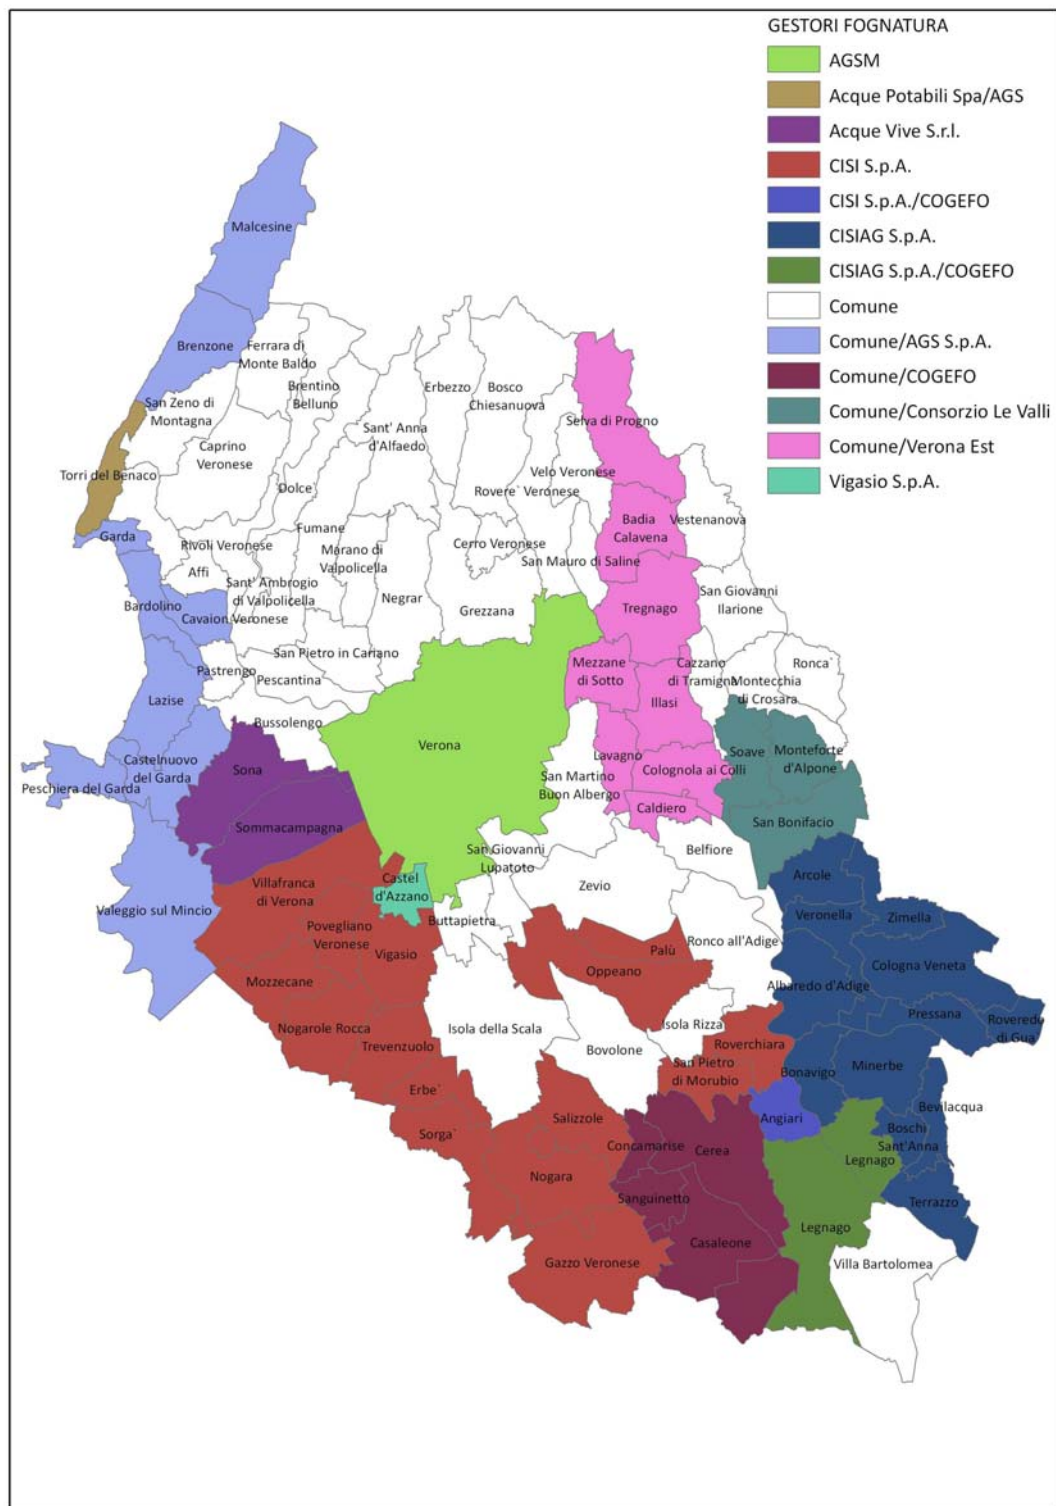 GESTORI FOGNATURA
AGSM
Acque Potabili Spa/AGS
Acque Vive S.r.l.
CISI S.p.A.
CISI S.p.A./COGEFO
CISIAG S.p.A.
CISIAG S.p.A./COGEFO
Comune
Comune/AGS S.p.A.
Comune/COGEFO
Comune/Consorzio Le Valli
Comune/Verona Est
Vigasio S.p.A.
Malcesine
Brenzone
Ferrara di
Monte Baldo
Brentino
Belluno
Erbezzo
Bosco
Chiesanuova
San Zeno di
Montagna
Sant' Anna
d'Alfaedo
Selva di Progno
Caprino
Veronese
Torri del Benaco
Dolce
Velo Veronese
Rovere` Veronese
Badia
Calavena
Vestenanova
Garda
Rivoli Veronese
Fumane
Marano di
Valpolicella
Cerro Veronese
San Mauro di Saline
Affi
Sant' Ambrogio
di Valpolicella
Negrar
Grezzana
Tregnago
San Giovanni
Ilarione
Bardolino
Cavaion Veronese
San Pietro in Cariano
Pastrengo
Pescantina
Mezzane
di Sotto
Cazzano
di Tramigna
Montecchia
di Crosara
Ronca`
Lazise
Illasi
Bussolengo
Verona
Soave
Monteforte
d'Alpone
Castelnuovo
del Garda
Sona
Lavagno
Colognola ai Colli
San Martino
Buon Albergo
Peschiera del Garda
Caldiero
Sommacampagna
San Bonifacio
San Giovanni
Lupatoto
Belfiore
Villafranca
di Verona
Castel
d'Azzano
Zevio
Arcole
Valeggio sul Mincio
Buttapietra
Veronella
Zimella
Povegliano
Veronese
Vigasio
Palù
Ronco all'Adige
Oppeano
Cologna Veneta
Mozzecane
Albaredo d'Adige
Pressana
Roveredo
di Gua
Nogarole Rocca
Isola della Scala
Isola Rizza
Trevenzuolo
Bovolone
Roverchiara
San Pietro
di Morubio
Bonavigo
Minerbe
Erbe`
Bevilacqua
Sorga`
Salizzole
Angiari
Boschi
Sant'Anna
Concamarise
Cerea
Legnago
Nogara
Sanguinetto
Terrazzo
Legnago
Casaleone
Gazzo Veronese
Villa Bartolomea